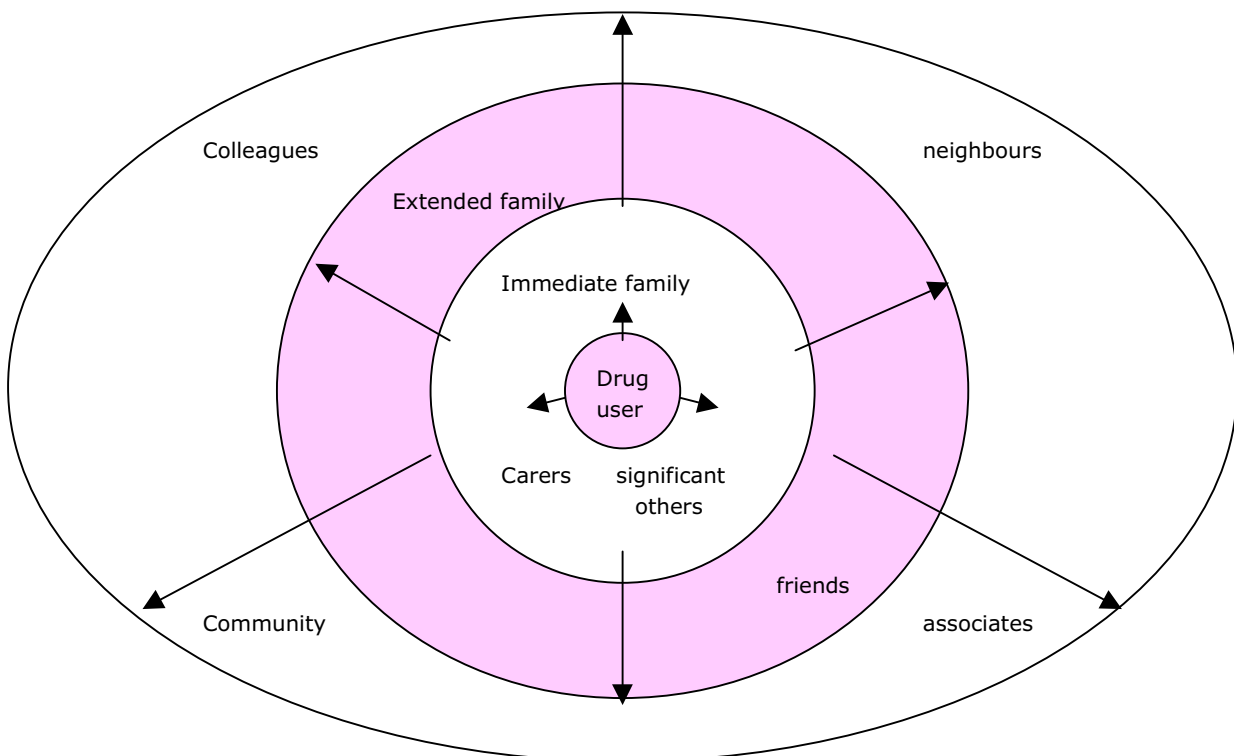 Colleagues
neighbours
Extended family
Immediate family
Drug
user
Carers
significant
others
friends
Community
associates